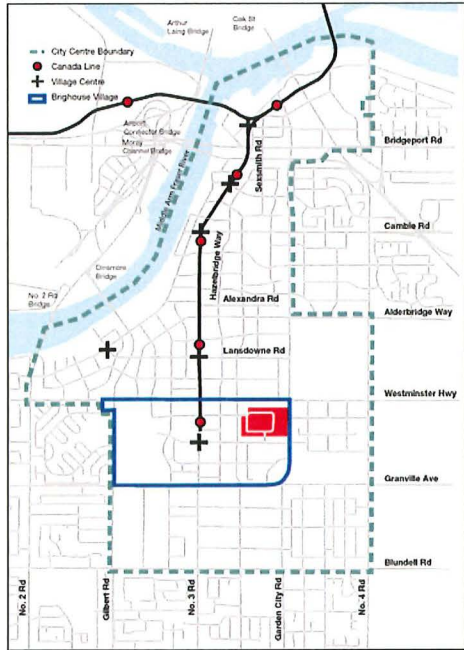 Arthur
Laing Bridge
Oak St
Bridge
City Centre Boundary
Canada Line
Village Centre
Brighouse Village
Airport
Connector Bridge
Moray
Channel Bridge
Middle Arm Fraser River
Sexsmith Rd
Bridgeport Rd
Cambie Rd
Hazelbridge Way
Dinsmore
Bridge
No. 2 Rd
Bridge
Alexandra Rd
Alderbridge Way
Lansdowne Rd
Westminster Hwy
Granville Ave
Blundell Rd
No. 2 Rd
Gilbert Rd
No. 3 Rd
Garden City Rd
No. 4 Rd